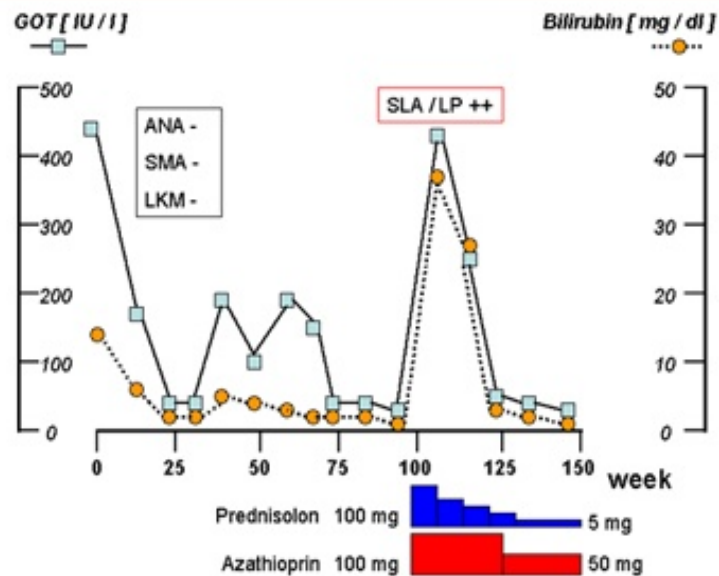 GOT [ IU / l ]
Bilirubin [ mg / dl ]
500
400
300
200
100
0
ANA -
SMA -
LKM -
SLA / LP ++
50
40
30
20
10
0
0 25 50 75 100 125 150
week
Prednisolon 100 mg 5 mg
Azathioprin 100 mg 50 mg